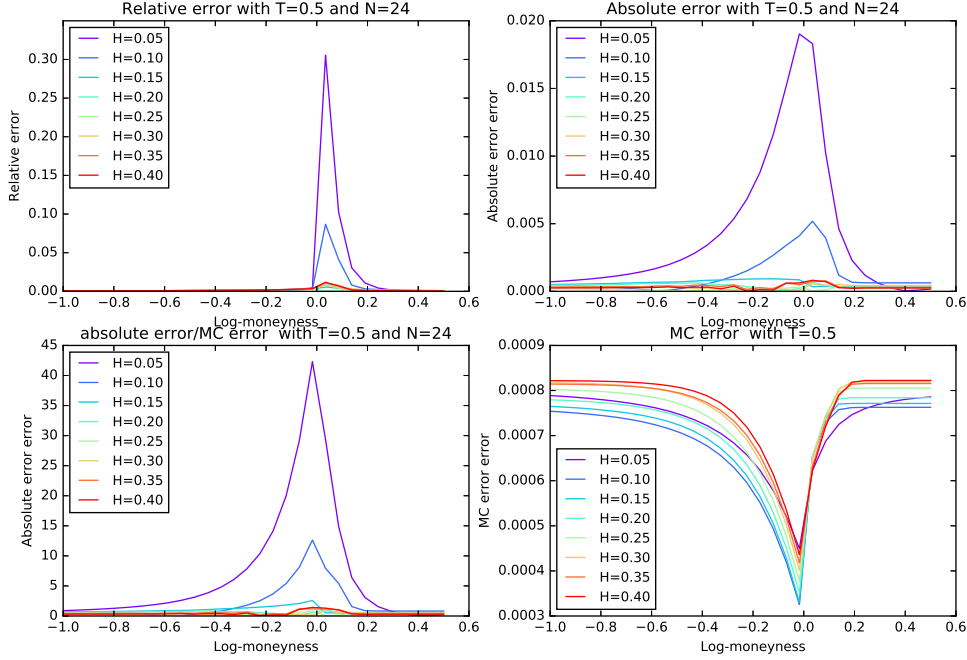 Relative error with T=0.5 and N=24
Relative error
0.30
0.25
0.20
0.15
0.10
0.05
0.00
H=0.05
H=0.10
H=0.15
H=0.20
H=0.25
H=0.30
H=0.35
H=0.40
−1.0 −0.8 −0.6 −0.4 −0.2 0.0 0.2 0.4 0.6
Log-moneyness
Absolute error with T=0.5 and N=24
Absolute error error
0.020
0.015
0.010
0.005
0.000
H=0.05
H=0.10
H=0.15
H=0.20
H=0.25
H=0.30
H=0.35
H=0.40
−1.0 −0.8 −0.6 −0.4 −0.2 0.0 0.2 0.4 0.6
Log-moneyness
absolute error/MC error with T=0.5 and N=24
Absolute error error
45
40
35
30
25
20
15
10
5
0
H=0.05
H=0.10
H=0.15
H=0.20
H=0.25
H=0.30
H=0.35
H=0.40
−1.0 −0.8 −0.6 −0.4 −0.2 0.0 0.2 0.4 0.6
Log-moneyness
MC error with T=0.5
MC error error
0.0009
0.0008
0.0007
0.0006
0.0005
0.0004
0.0003
H=0.05
H=0.10
H=0.15
H=0.20
H=0.25
H=0.30
H=0.35
H=0.40
−1.0 −0.8 −0.6 −0.4 −0.2 0.0 0.2 0.4 0.6
Log-moneyness